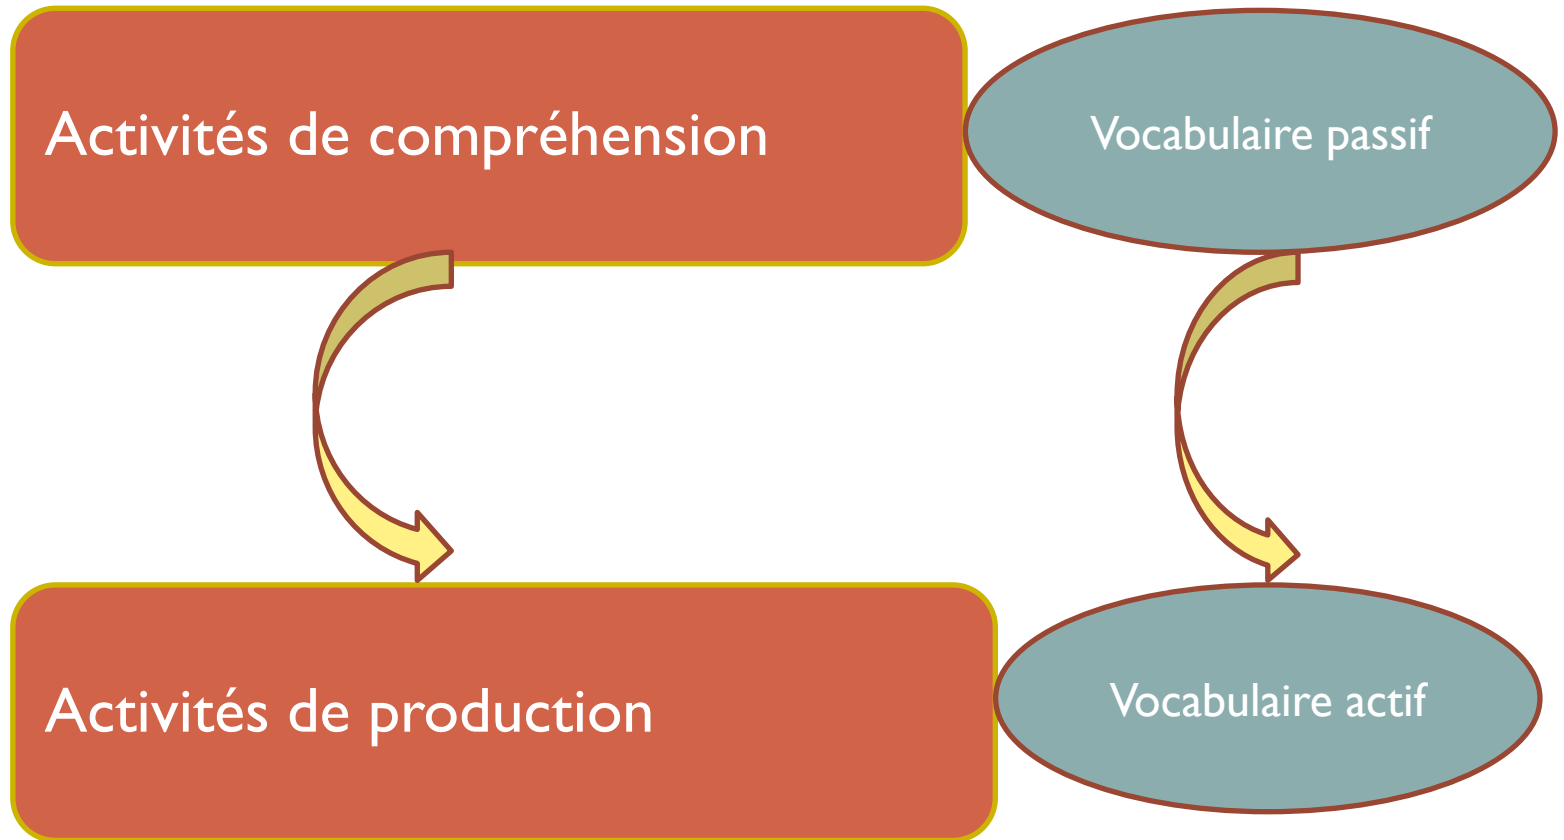 Activités de compréhension
Vocabulaire passif
Activités de production
Vocabulaire actif